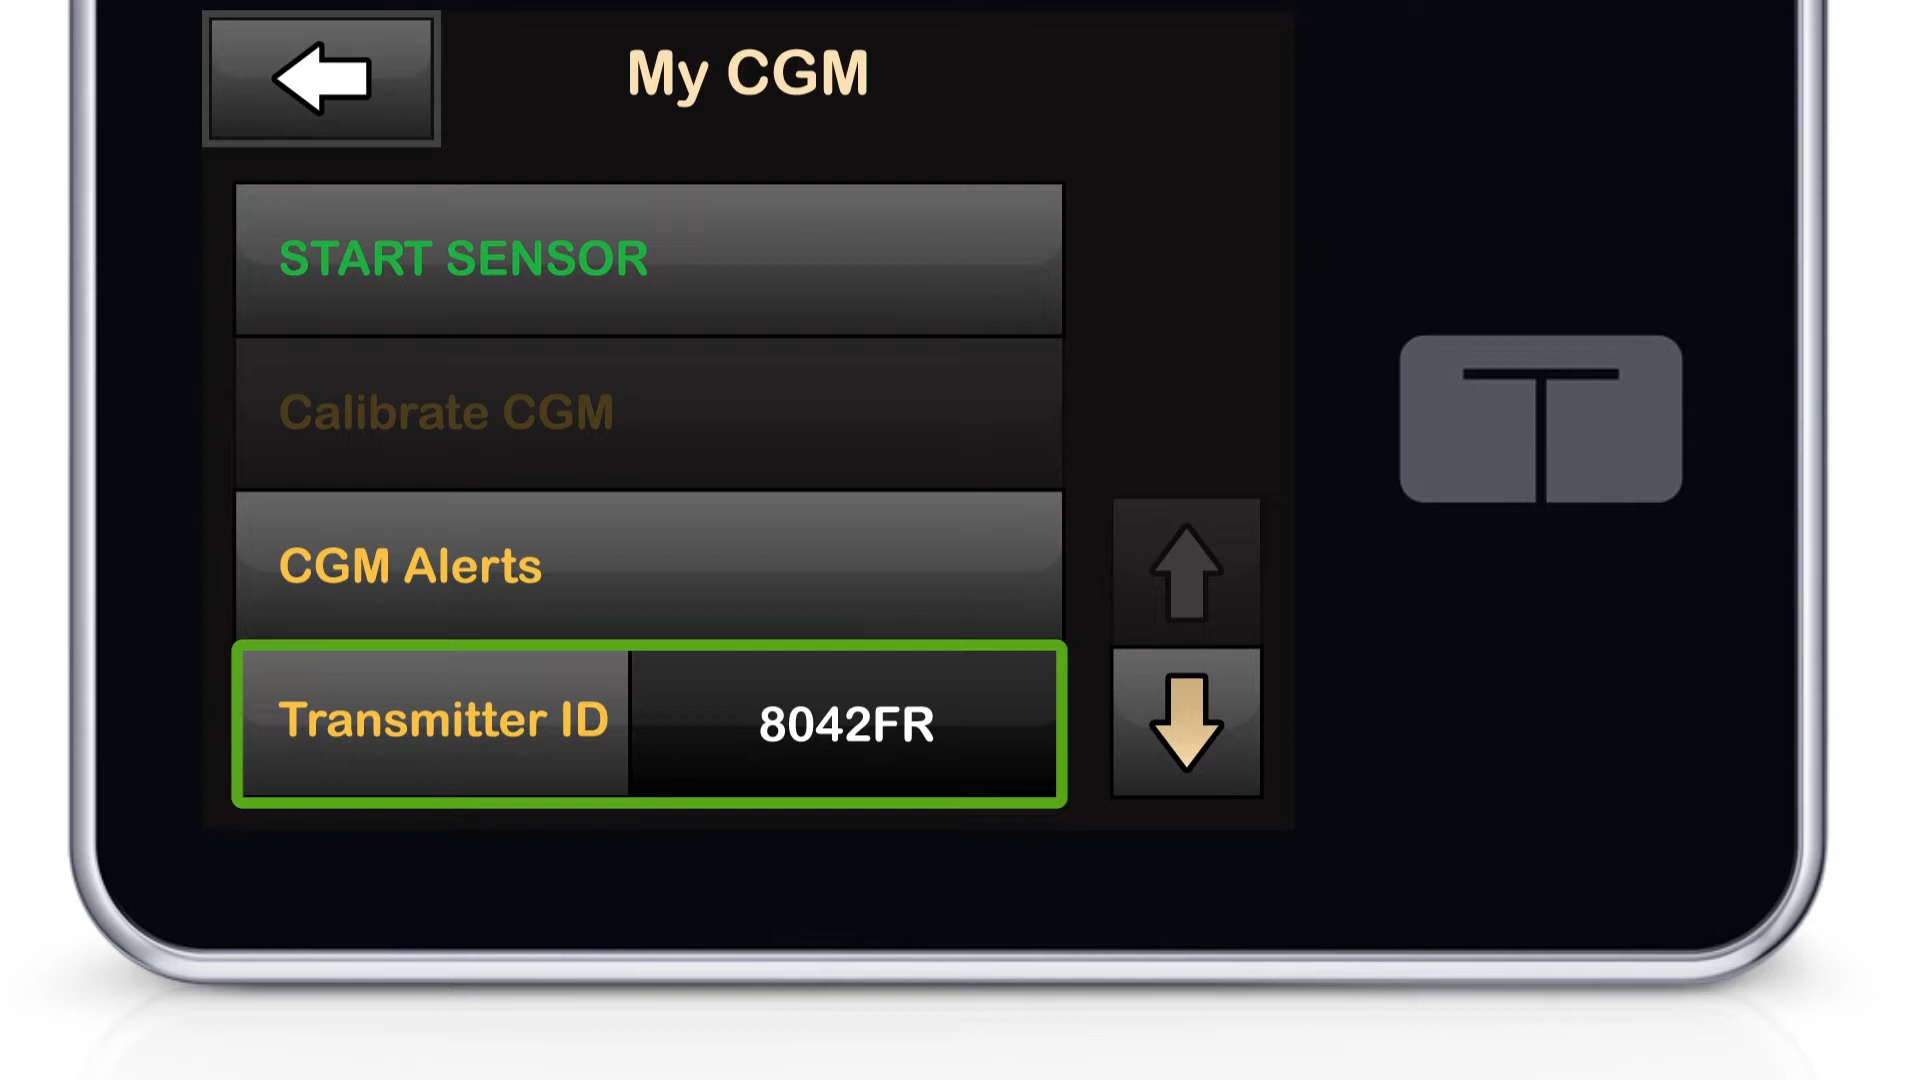 My CGM
START SENSOR
Calibrate CGM
CGM Alerts
Transmitter ID 8042FR